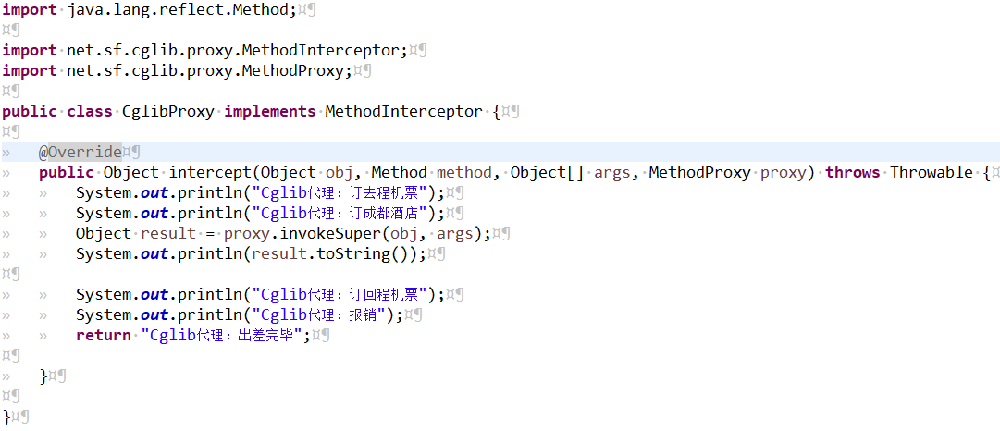 import java.lang.reflect.Method;¤¶
¤¶
import·net.sf.cglib.proxy.MethodInterceptor;¤¶
import·net.sf.cglib.proxy.MethodProxy;¤¶
¤¶
public·class·CglibProxy·implements·MethodInterceptor·{¤¶
¤¶
»	@Override¤¶
»	public·Object·intercept(Object·obj,·Method·method,·Object[]·args,·MethodProxy·proxy)·throws·Throwable·{¤
»	»	System.out.println("Cglib代理：订去程机票");¤¶
»	»	System.out.println("Cglib代理：订成都酒店");¤¶
»	»	Object·result·=·proxy.invokeSuper(obj,·args);¤¶
»	»	System.out.println(result.toString());¤¶
¤¶
»	»	System.out.println("Cglib代理：订回程机票");¤¶
»	»	System.out.println("Cglib代理：报销");¤¶
»	»	return·"Cglib代理：出差完毕";¤¶
¤¶
»	}¤¶
¤¶
}¤¶